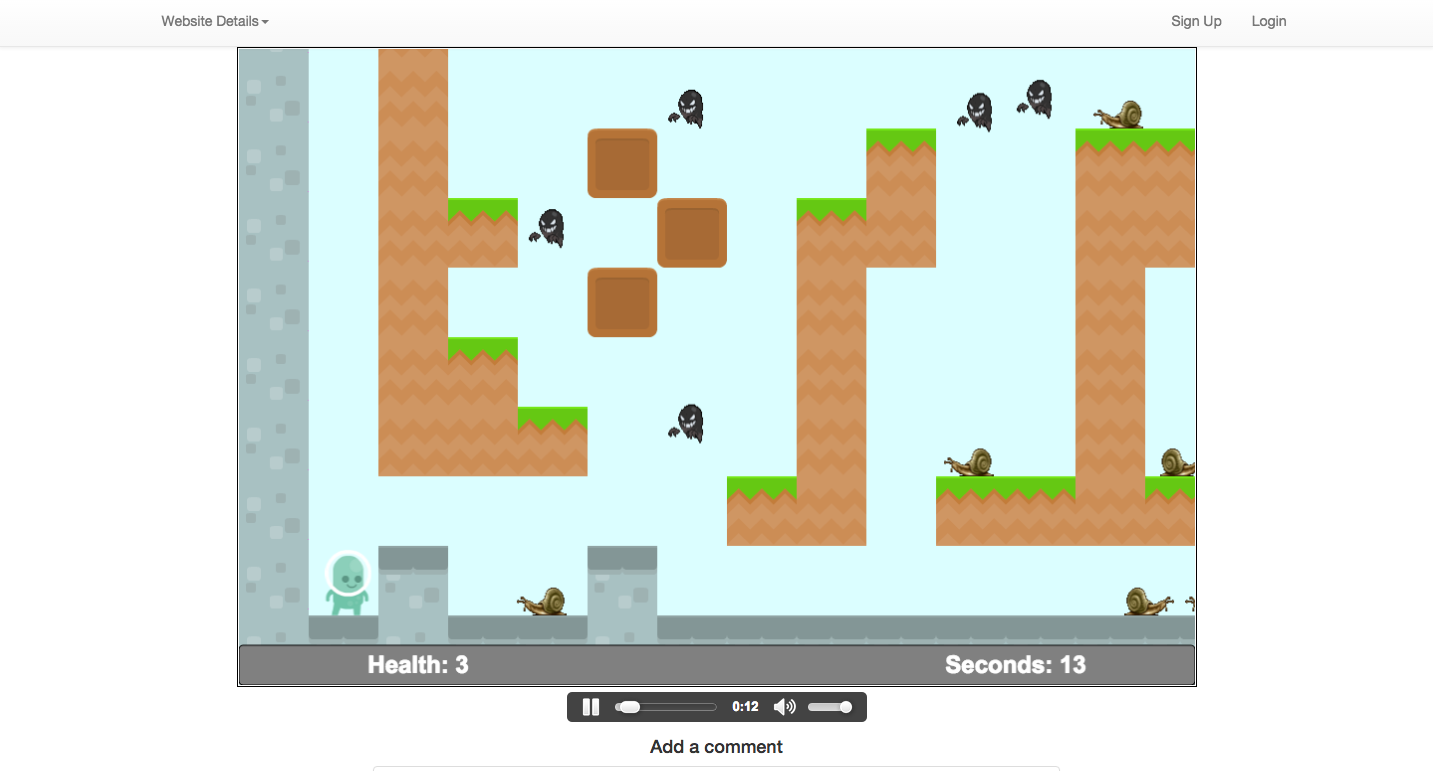 Website Details
Sign Up
Login
Health: 3
Seconds: 13
0:12
Add a comment